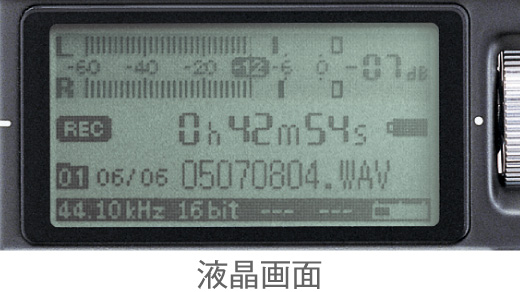 L
-60 -40 -20 -12 -6 0 -07dB
R
REC 0h42m54s
01 06/06 05070804.WAV
44.10kHz 16bit --- ---
液晶画面